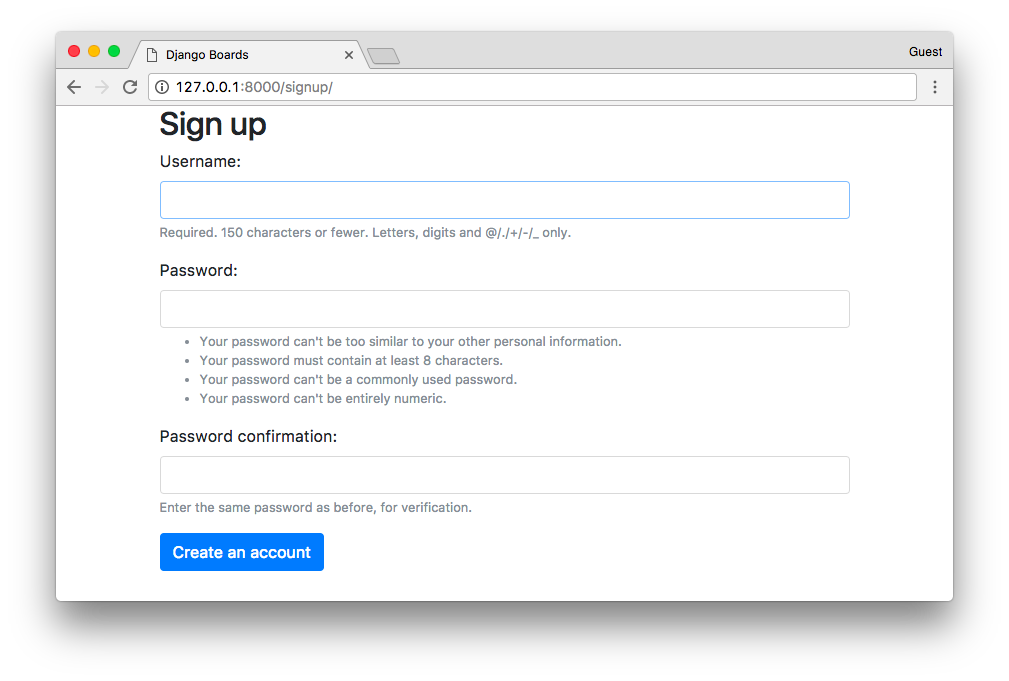 Django Boards
Guest
127.0.0.1:8000/signup/
Sign up
Username:
Required. 150 characters or fewer. Letters, digits and @/./+/-/_ only.
Password:
Your password can't be too similar to your other personal information.
Your password must contain at least 8 characters.
Your password can't be a commonly used password.
Your password can't be entirely numeric.
Password confirmation:
Enter the same password as before, for verification.
Create an account